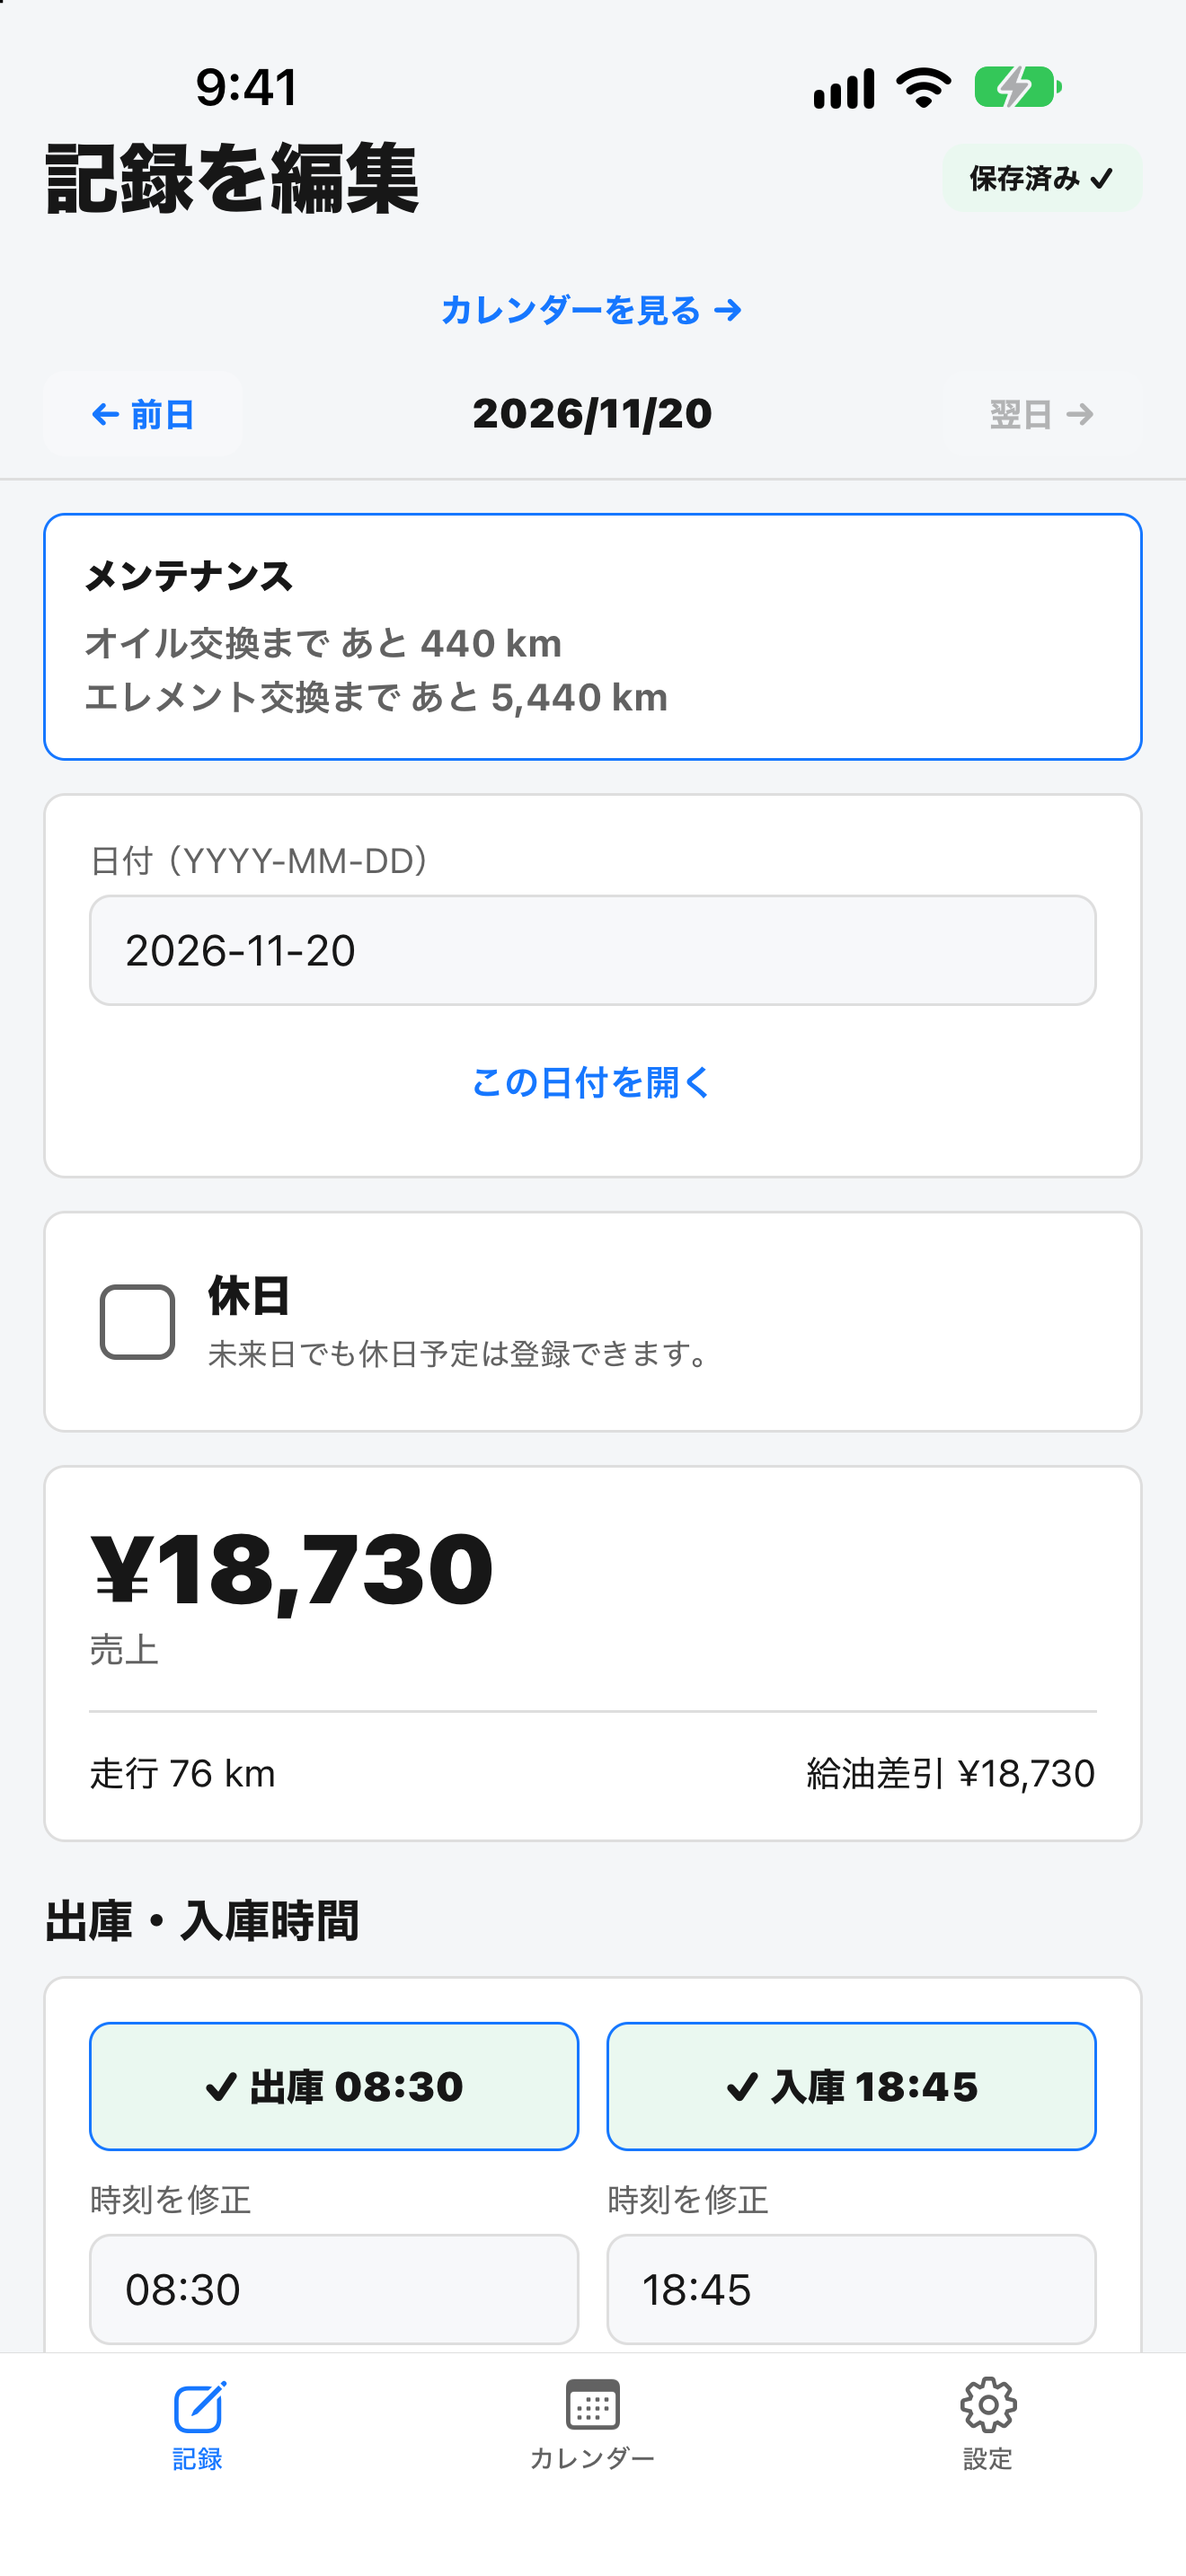 9:41
記録を編集
保存済み ✓
カレンダーを見る →
← 前日
2026/11/20
翌日 →
メンテナンス
オイル交換まで あと 440 km
エレメント交換まで あと 5,440 km
日付（YYYY-MM-DD）
2026-11-20
この日付を開く
休日
未来日でも休日予定は登録できます。
¥18,730
売上
走行 76 km
給油差引 ¥18,730
出庫・入庫時間
✓ 出庫 08:30
✓ 入庫 18:45
時刻を修正
時刻を修正
08:30
18:45
記録
カレンダー
設定